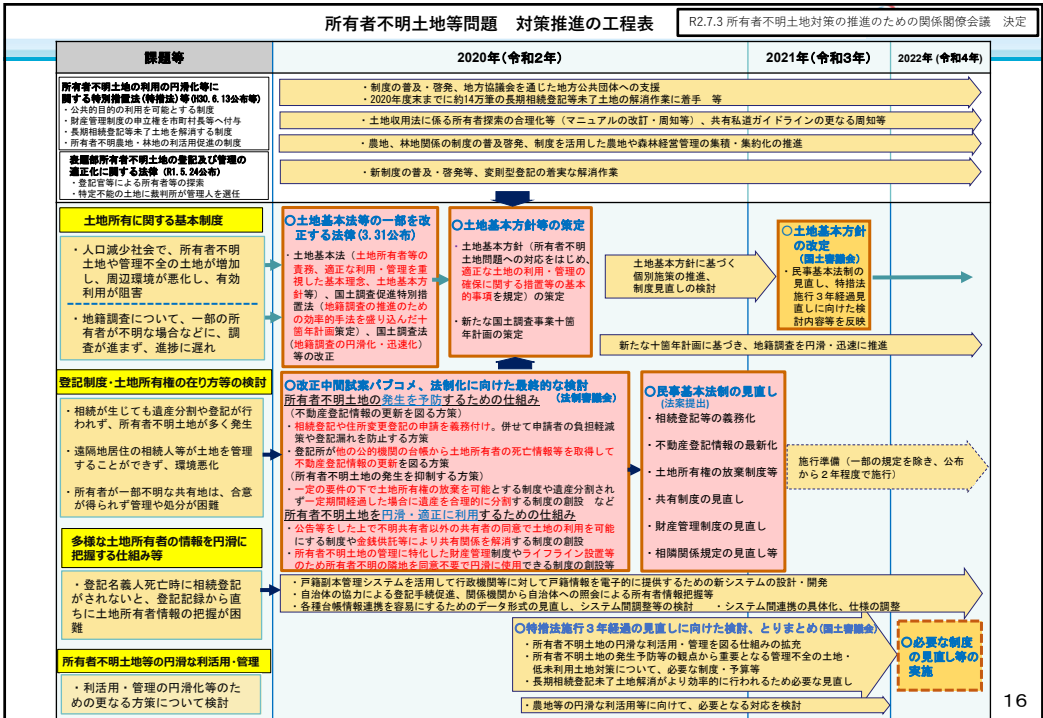 所有者不明土地等問題　対策推進の工程表
R2.7.3 所有者不明土地対策の推進のための関係閣僚会議　決定
課題等
2020年(令和2年)
2021年(令和3年)
2022年 (令和4年)
所有者不明土地の利用の円滑化等に
関する特別措置法(特措法)等(H30.6.13公布等)
・公共的目的の利用を可能とする制度
・財産管理制度の申立権を市町村長等へ付与
・長期相続登記等未了土地を解消する制度
・所有者不明農地・林地の利活用促進の制度
・制度の普及・啓発、地方協議会を通じた地方公共団体への支援
・2020年度末までに約14万筆の長期相続登記等未了土地の解消作業に着手　等
・土地収用法に係る所有者探索の合理化等（マニュアルの改訂・周知等）、共有私道ガイドラインの更なる周知等
・農地、林地関係の制度の普及啓発、制度を活用した農地や森林経営管理の集積・集約化の推進
表題部所有者不明土地の登記及び管理の
適正化に関する法律（R1.5.24公布）
・登記官等による所有者等の探索
・特定不能の土地に裁判所が管理人を選任
・新制度の普及・啓発等、変則型登記の着実な解消作業
土地所有に関する基本制度
・人口減少社会で、所有者不明
土地や管理不全の土地が増加
し、周辺環境が悪化し、有効
利用が阻害
・地籍調査について、一部の所
有者が不明な場合などに、調
査が進まず、進捗に遅れ
〇土地基本法等の一部を改
正する法律(3.31公布)
・土地基本法（土地所有者等の
責務、適正な利用・管理を重
視した基本理念、土地基本方
針等）、国土調査促進特別措
置法（地籍調査の推進のため
の効率的手法を盛り込んだ十
箇年計画策定）、国土調査法
（地籍調査の円滑化・迅速化）
等の改正
〇土地基本方針等の策定
・土地基本方針（所有者不明
土地問題への対応をはじめ、
適正な土地の利用・管理の
確保に関する措置等の基本
的事項を規定）の策定
・新たな国土調査事業十箇
年計画の策定
土地基本方針に基づく
個別施策の推進、
制度見直しの検討
〇土地基本方針
の改定
(国土審議会)
・民事基本法制の
見直し、特措法
施行３年経過見
直しに向けた検
討内容等を反映
新たな十箇年計画に基づき、地籍調査を円滑・迅速に推進
登記制度・土地所有権の在り方等の検討
・相続が生じても遺産分割や登記が行
われず、所有者不明土地が多く発生
・遠隔地居住の相続人等が土地を管理
することができず、環境悪化
・所有者が一部不明な共有地は、合意
が得られず管理や処分が困難
〇改正中間試案パブコメ、法制化に向けた最終的な検討
所有者不明土地の発生を予防するための仕組み　(法制審議会)
（不動産登記情報の更新を図る方策）
・相続登記や住所変更登記の申請を義務付け。併せて申請者の負担軽減
策や登記漏れを防止する方策
・登記所が他の公的機関の台帳から土地所有者の死亡情報等を取得して
不動産登記情報の更新を図る方策
（所有者不明土地の発生を抑制する方策）
・一定の要件の下で土地所有権の放棄を可能とする制度や遺産分割され
ず一定期間経過した場合に遺産を合理的に分割する制度の創設　など
所有者不明土地を円滑・適正に利用するための仕組み
・公告等をした上で不明共有者以外の共有者の同意で土地の利用を可能
にする制度や金銭供託等により共有関係を解消する制度の創設
・所有者不明土地の管理に特化した財産管理制度やライフライン設置等
のため所有者不明の隣地を同意不要で円滑に使用できる制度の創設等
〇民事基本法制の見直し
(法案提出)
・相続登記等の義務化
・不動産登記情報の最新化
・土地所有権の放棄制度等
・共有制度の見直し
・財産管理制度の見直し
・相隣関係規定の見直し等
施行準備（一部の規定を除き、公布
から２年程度で施行）
多様な土地所有者の情報を円滑に
把握する仕組み等
・登記名義人死亡時に相続登記
がされないと、登記記録から直
ちに土地所有者情報の把握が困
難
・戸籍副本管理システムを活用して行政機関等に対して戸籍情報を電子的に提供するための新システムの設計・開発
・自治体の協力による登記手続促進、関係機関から自治体への照会による所有者情報把握等
・各種台帳情報連携を容易にするためのデータ形式の見直し、システム間調整等の検討　　・システム間連携の具体化、仕様の調整
所有者不明土地等の円滑な利活用・管理
・利活用・管理の円滑化等のた
めの更なる方策について検討
〇特措法施行３年経過の見直しに向けた検討、とりまとめ(国土審議会)
・所有者不明土地の円滑な利活用・管理を図る仕組みの拡充
・所有者不明土地の発生予防等の観点から重要となる管理不全の土地・
低未利用土地対策について、必要な制度・予算等
・長期相続登記未了土地解消がより効率的に行われるため必要な見直し
・農地等の円滑な利活用等に向けて、必要となる対応を検討
〇必要な制度
の見直し等の
実施
16